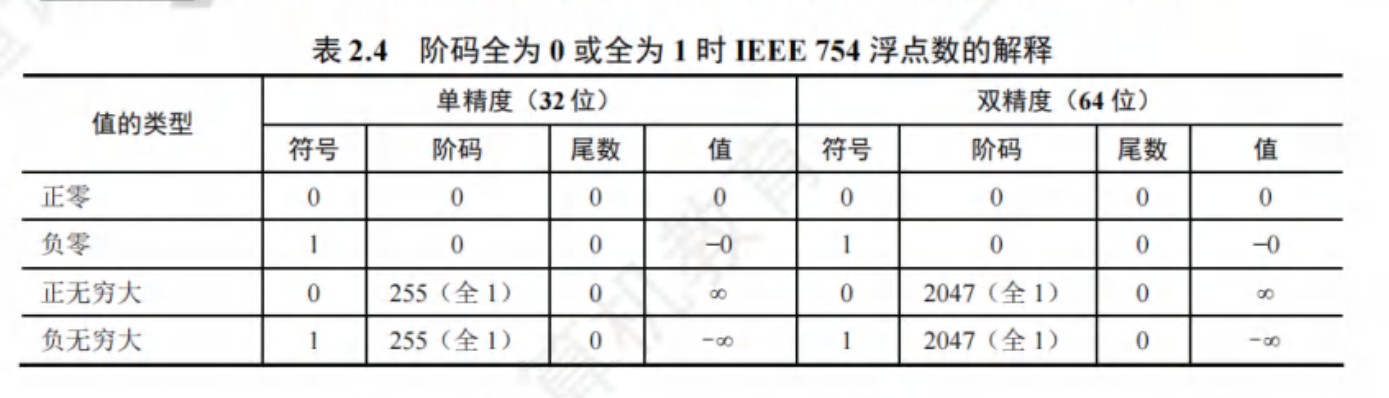 表 2.4 阶码全为 0 或全为 1 时 IEEE 754 浮点数的解释
值的类型 单精度（32 位） 双精度（64 位）
符号 阶码 尾数 值 符号 阶码 尾数 值
正零 0 0 0 0 0 0 0 0
负零 1 0 0 −0 1 0 0 −0
正无穷大 0 255（全 1） 0 ∞ 0 2047（全 1） 0 ∞
负无穷大 1 255（全 1） 0 −∞ 1 2047（全 1） 0 −∞
算机教育